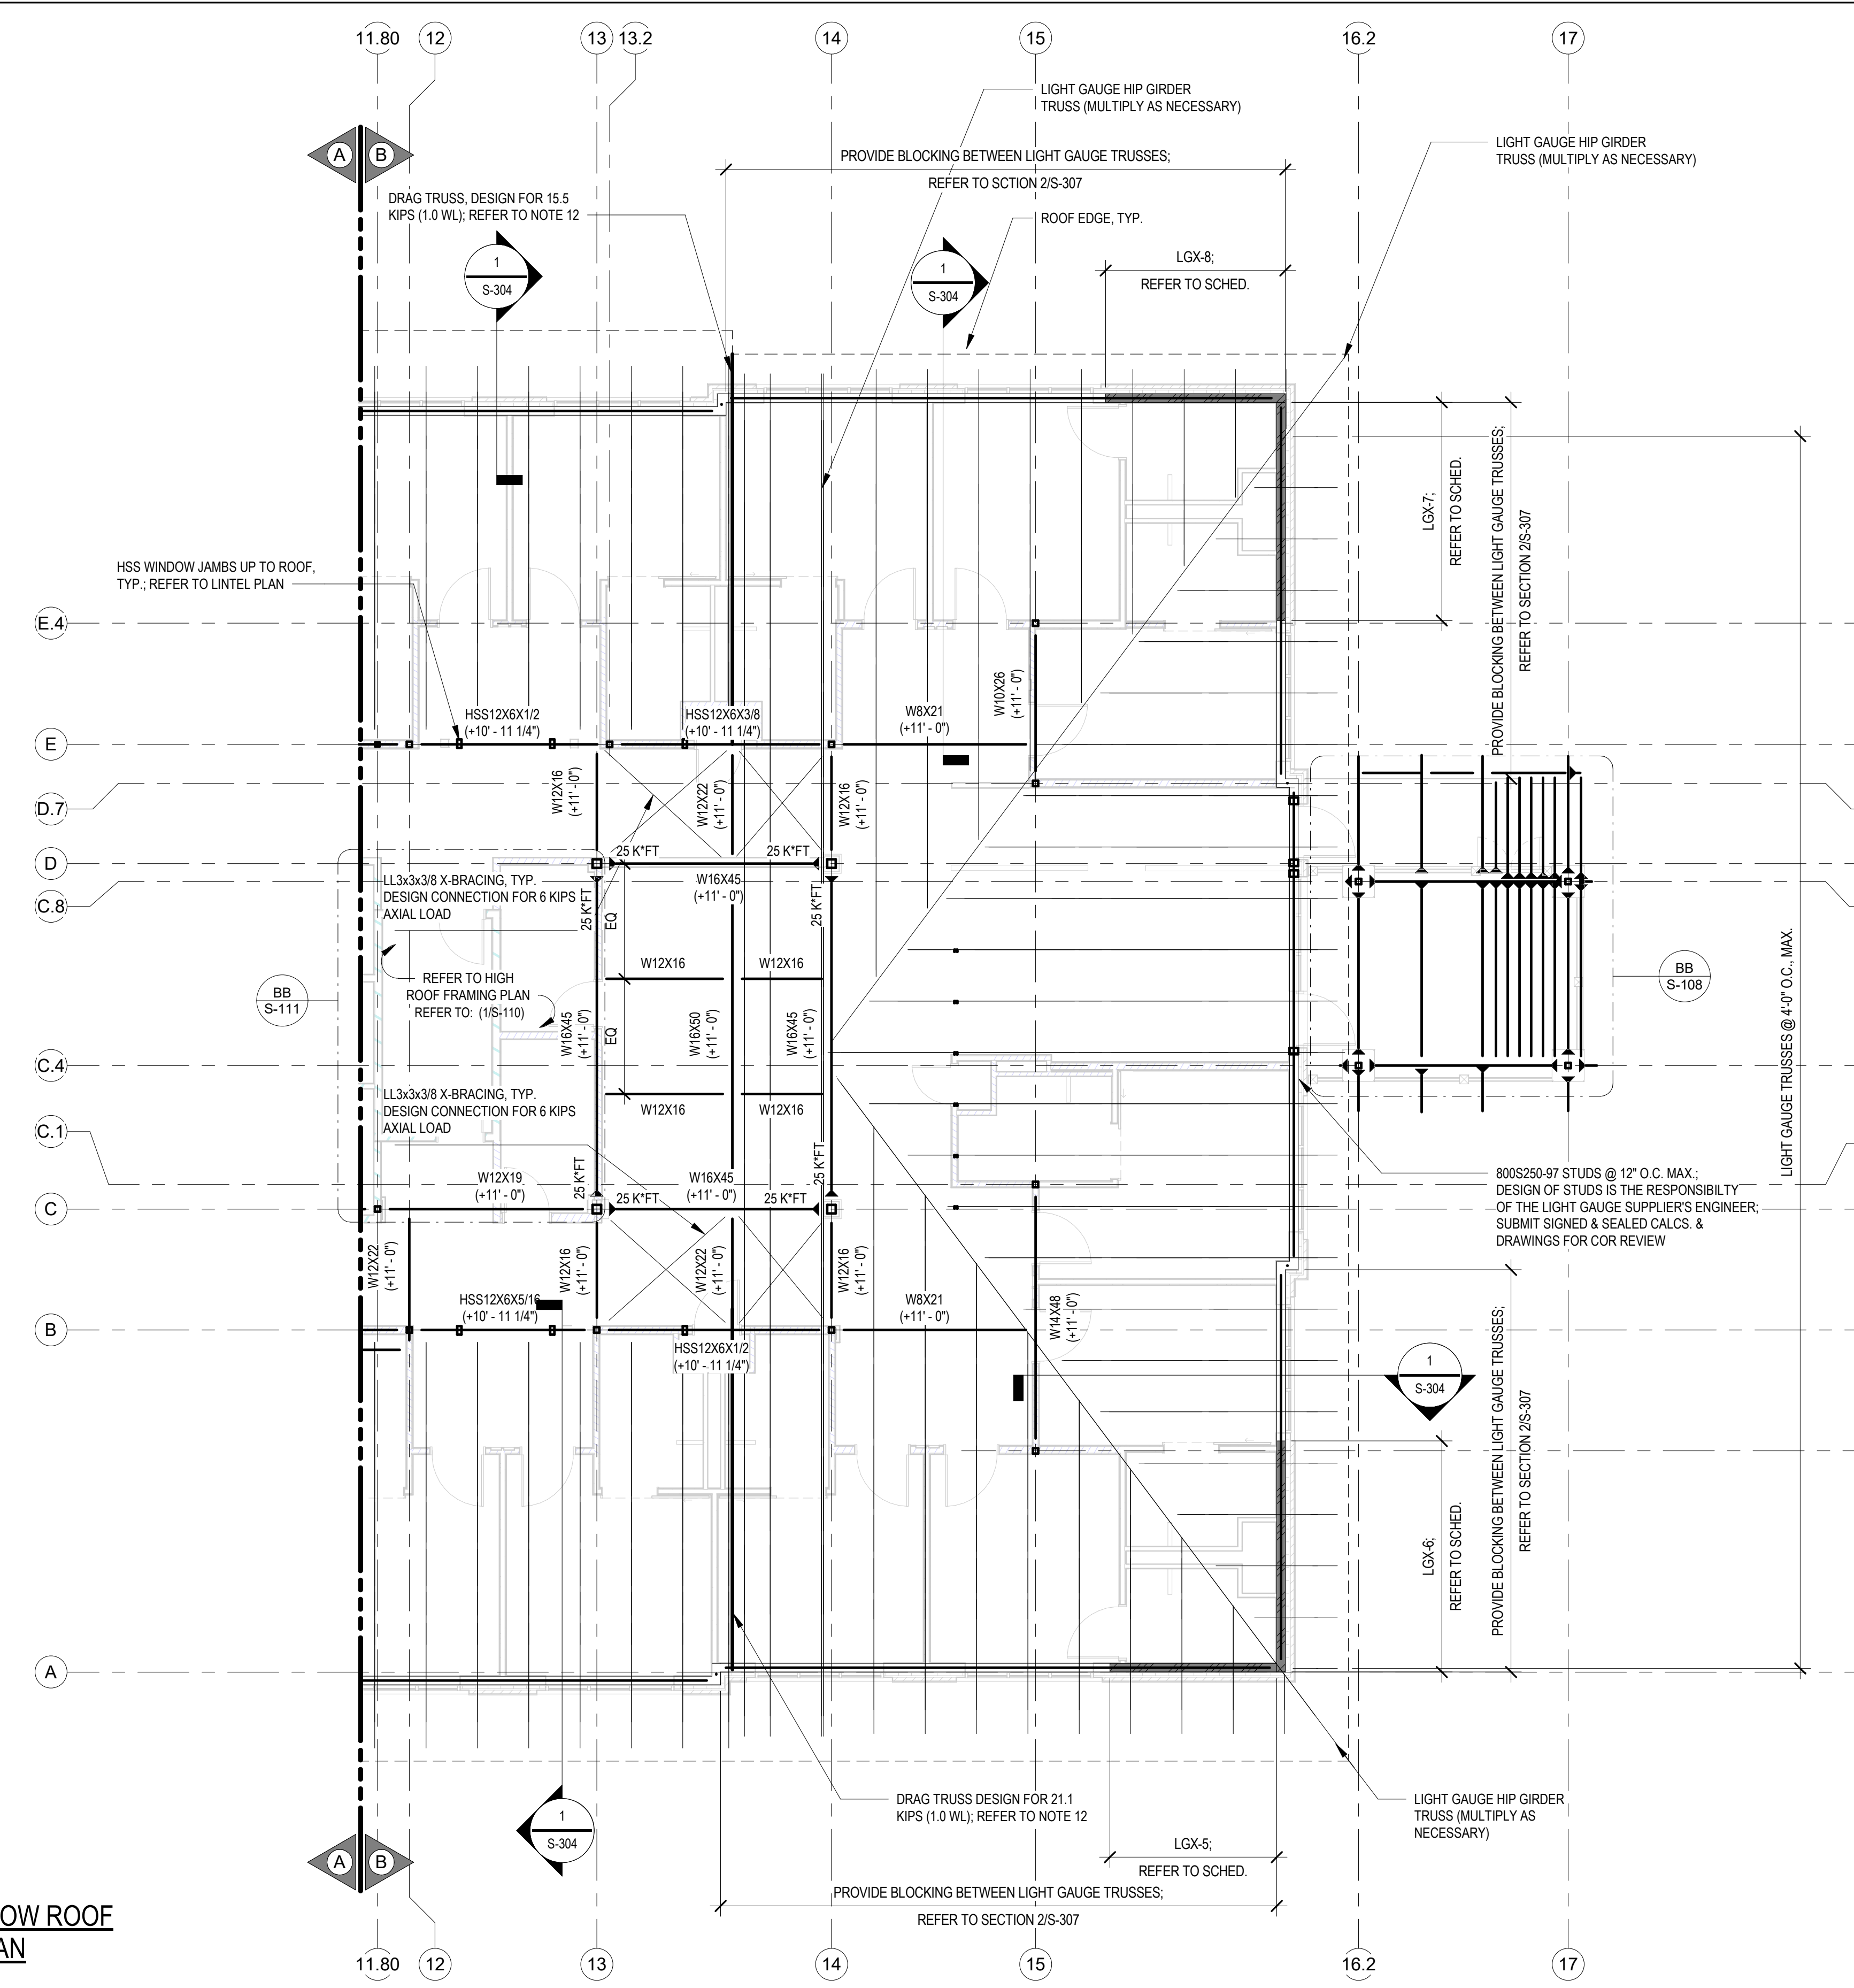 11.80
12
13
13.2
14
15
16.2
17
LIGHT GAUGE HIP GIRDER
TRUSS (MULTIPLY AS NECESSARY)
LIGHT GAUGE HIP GIRDER
TRUSS (MULTIPLY AS NECESSARY)
A
B
PROVIDE BLOCKING BETWEEN LIGHT GAUGE TRUSSES;
REFER TO SCTION 2/S-307
DRAG TRUSS, DESIGN FOR 15.5
KIPS (1.0 WL); REFER TO NOTE 12
ROOF EDGE, TYP.
1
S-304
1
S-304
LGX-8;
REFER TO SCHED.
LGX-7;
REFER TO SCHED.
PROVIDE BLOCKING BETWEEN LIGHT GAUGE TRUSSES;
REFER TO SECTION 2/S-307
HSS WINDOW JAMBS UP TO ROOF,
TYP.; REFER TO LINTEL PLAN
E.4
W10X26
(+11' - 0")
HSS12X6X1/2
(+10' - 11 1/4")
HSS12X6X3/8
(+10' - 11 1/4")
W8X21
(+11' - 0")
E
W12X16
(+11' - 0")
W12X22
(+11' - 0")
W12X16
(+11' - 0")
D.7
D
25 K*FT
25 K*FT
LL3x3x3/8 X-BRACING, TYP.
DESIGN CONNECTION FOR 6 KIPS
AXIAL LOAD
W16X45
(+11' - 0")
25 K*FT
EQ
25 K*FT
C.8
W12X16
W12X16
REFER TO HIGH
ROOF FRAMING PLAN
REFER TO: (1/S-110)
BB
S-111
BB
S-108
LIGHT GAUGE TRUSSES @ 4'-0" O.C., MAX.
W16X45
(+11' - 0")
EQ
W16X50
(+11' - 0")
W16X45
(+11' - 0")
C.4
LL3x3x3/8 X-BRACING, TYP.
DESIGN CONNECTION FOR 6 KIPS
AXIAL LOAD
W12X16
W12X16
C.1
W12X19
(+11' - 0")
25 K*FT
W16X45
(+11' - 0")
25 K*FT
25 K*FT
25 K*FT
800S250-97 STUDS @ 12" O.C. MAX.;
DESIGN OF STUDS IS THE RESPONSIBILTY
OF THE LIGHT GAUGE SUPPLIER'S ENGINEER;
SUBMIT SIGNED & SEALED CALCS. &
DRAWINGS FOR COR REVIEW
C
W12X22
(+11' - 0")
W12X16
(+11' - 0")
W12X22
(+11' - 0")
W12X16
(+11' - 0")
HSS12X6X5/16
(+10' - 11 1/4")
W8X21
(+11' - 0")
W14X48
(+11' - 0")
B
HSS12X6X1/2
(+10' - 11 1/4")
1
S-304
PROVIDE BLOCKING BETWEEN LIGHT GAUGE TRUSSES;
REFER TO SECTION 2/S-307
LGX-6;
REFER TO SCHED.
A
DRAG TRUSS DESIGN FOR 21.1
KIPS (1.0 WL); REFER TO NOTE 12
LIGHT GAUGE HIP GIRDER
TRUSS (MULTIPLY AS
NECESSARY)
1
S-304
LGX-5;
REFER TO SCHED.
A
B
PROVIDE BLOCKING BETWEEN LIGHT GAUGE TRUSSES;
REFER TO SECTION 2/S-307
OW ROOF
AN
11.80
12
13
14
15
16.2
17